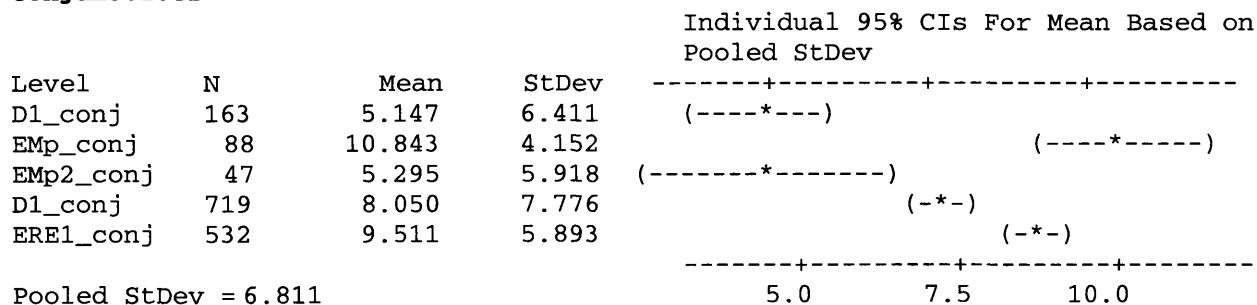 Individual 95% CIs For Mean Based on
Pooled StDev
Level N Mean StDev -------+---------+---------+---------
D1_conj 163 5.147 6.411 (----*---)
EMp_conj 88 10.843 4.152 (----*-----)
EMp2_conj 47 5.295 5.918 (-------*-------)
D1_conj 719 8.050 7.776 (-*-)
ERE1_conj 532 9.511 5.893 (-*-)
-------+---------+---------+--------
Pooled StDev = 6.811 5.0 7.5 10.0